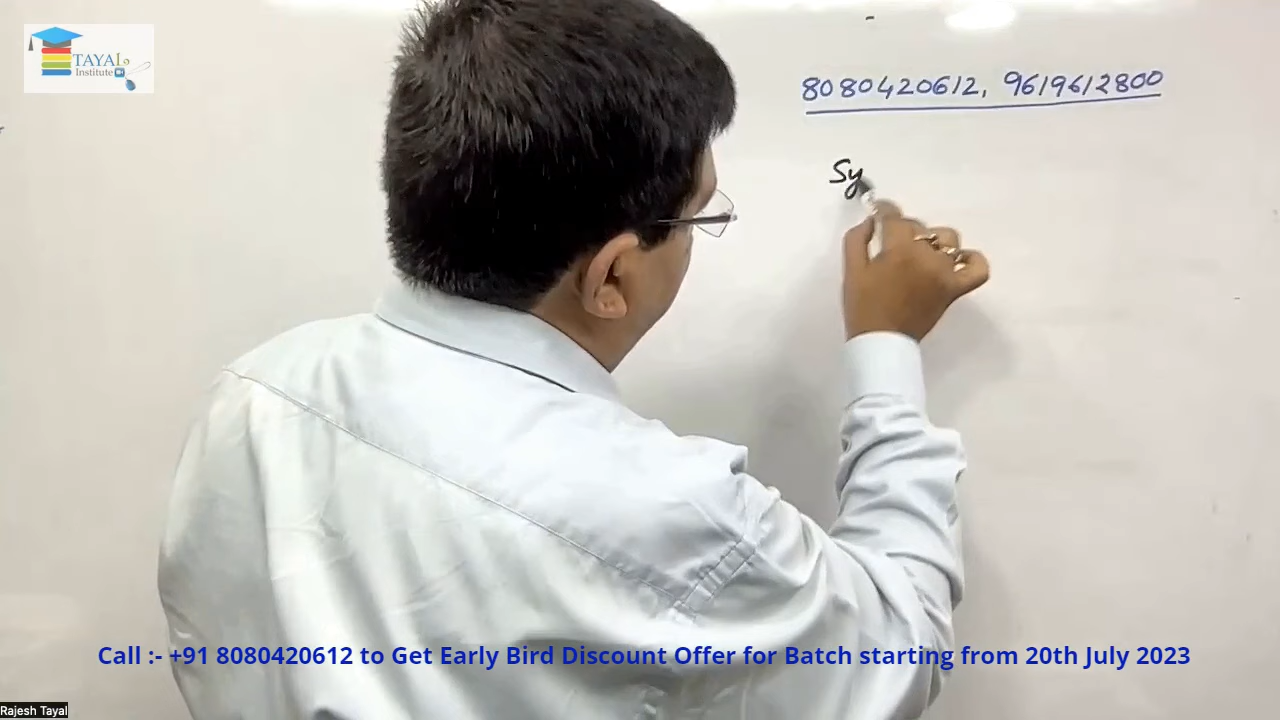 TAYAL
Institute
8080420612, 9619612800
Sy
Call :- +91 8080420612 to Get Early Bird Discount Offer for Batch starting from 20th July 2023
Rajesh Tayal